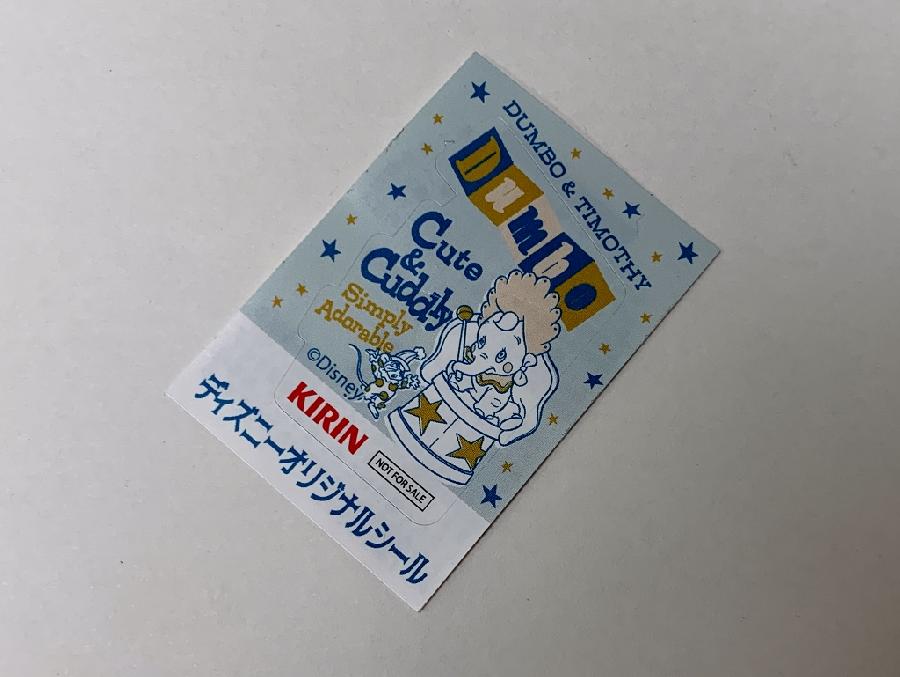 DUMBO & TIMOTHY
Dumbo
Cute
&
Cuddly
Simply
Adorable
©Disney
KIRIN
NOT FOR SALE
ディズニーオリジナルシール